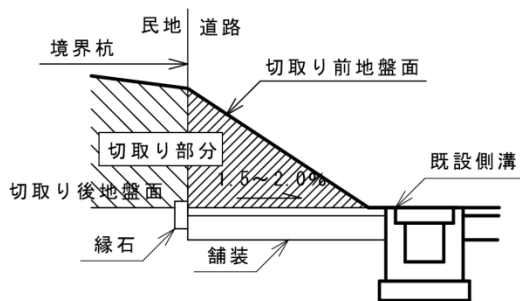 民地 道路
境界杭
切取り前地盤面
切取り部分
既設側溝
1.5～2.0%
切取り後地盤面
縁石
舗装